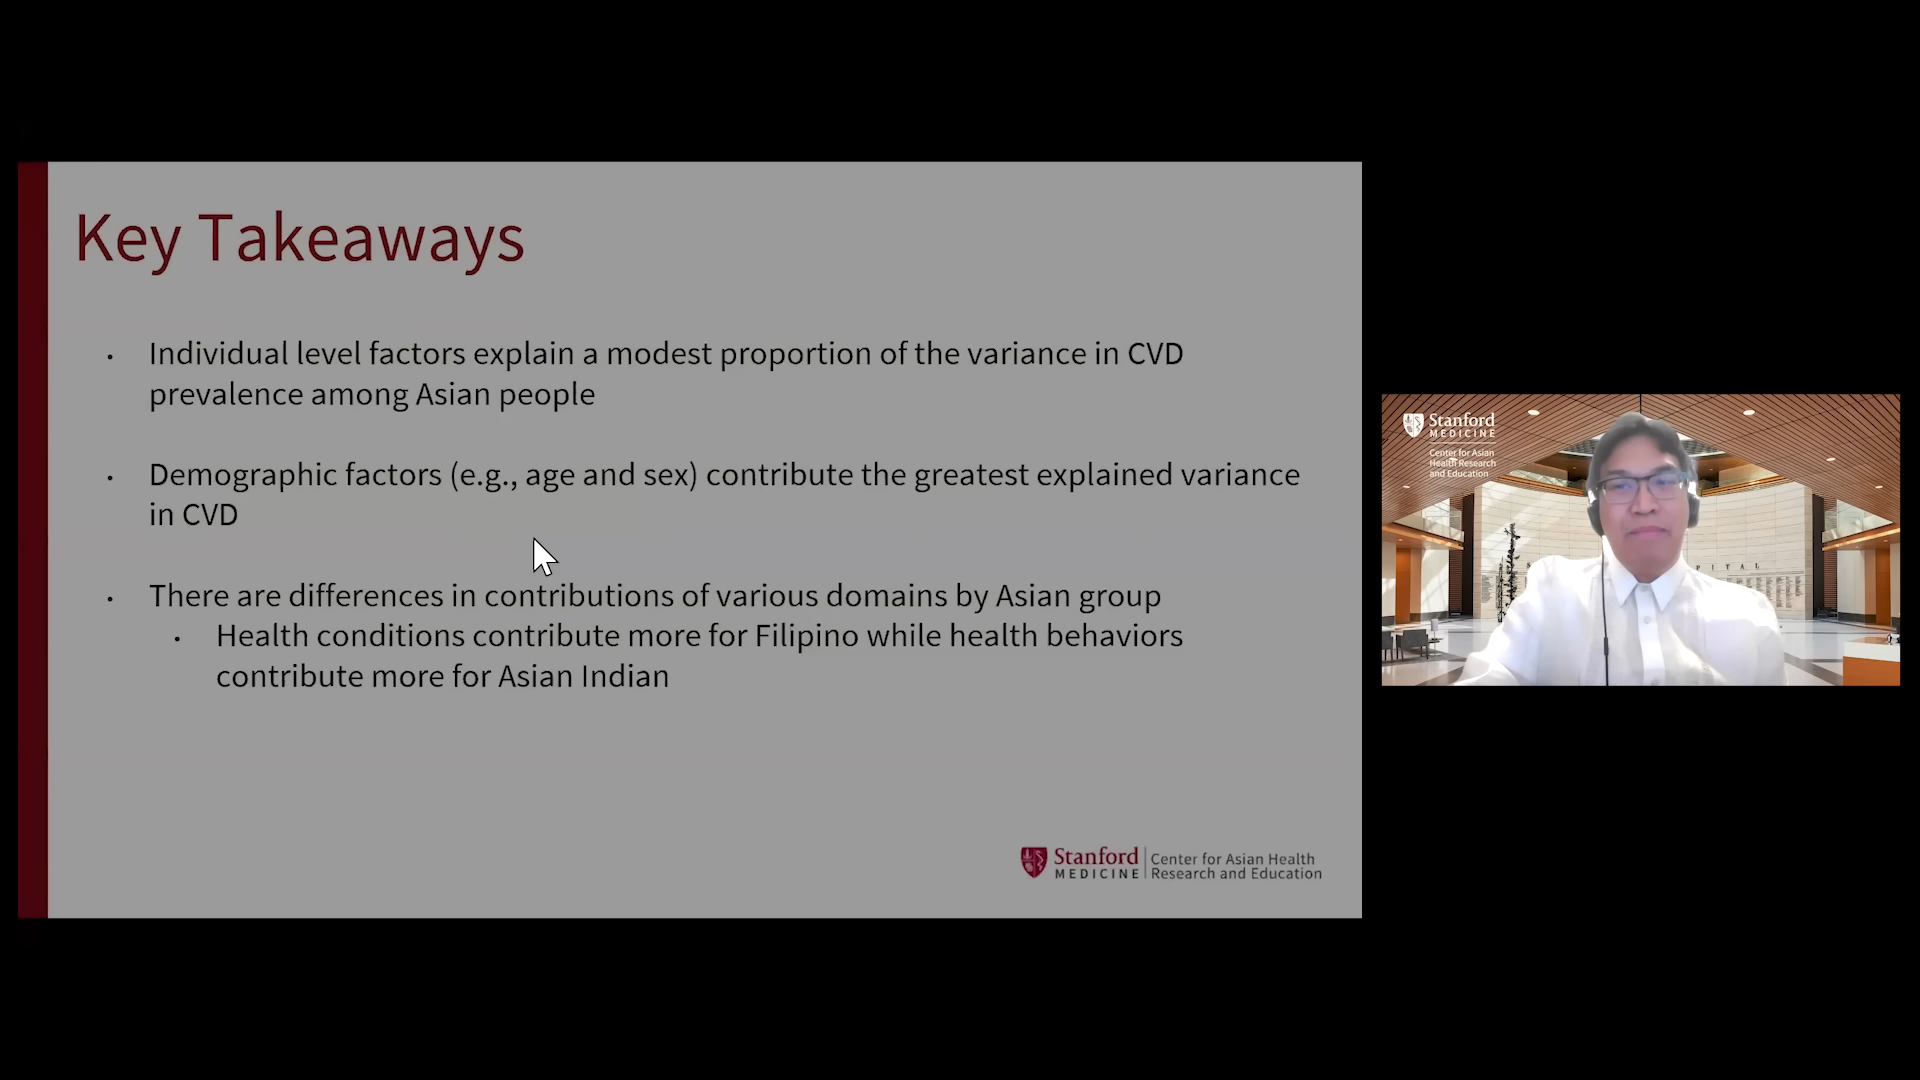 Key Takeaways
• Individual level factors explain a modest proportion of the variance in CVD
prevalence among Asian people
• Demographic factors (e.g., age and sex) contribute the greatest explained variance
in CVD
• There are differences in contributions of various domains by Asian group
• Health conditions contribute more for Filipino while health behaviors
contribute more for Asian Indian
Stanford
MEDICINE
Center for Asian Health
Research and Education
Stanford
MEDICINE
Center for Asian
Health Research
and Education
P I T A L